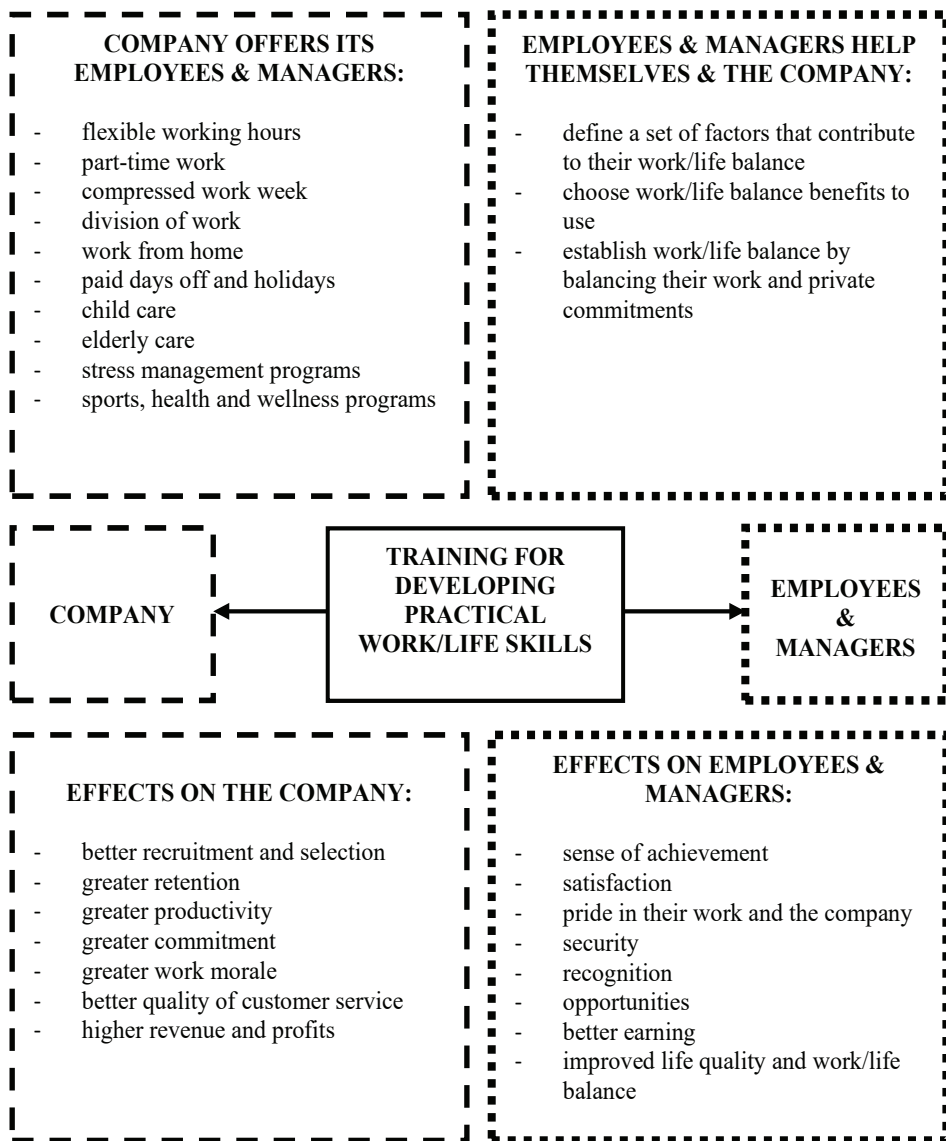 COMPANY OFFERS ITS
EMPLOYEES & MANAGERS:
- flexible working hours
- part-time work
- compressed work week
- division of work
- work from home
- paid days off and holidays
- child care
- elderly care
- stress management programs
- sports, health and wellness programs
EMPLOYEES & MANAGERS HELP
THEMSELVES & THE COMPANY:
- define a set of factors that contribute
to their work/life balance
- choose work/life balance benefits to
use
- establish work/life balance by
balancing their work and private
commitments
COMPANY
TRAINING FOR
DEVELOPING
PRACTICAL
WORK/LIFE SKILLS
EMPLOYEES
&
MANAGERS
EFFECTS ON THE COMPANY:
- better recruitment and selection
- greater retention
- greater productivity
- greater commitment
- greater work morale
- better quality of customer service
- higher revenue and profits
EFFECTS ON EMPLOYEES &
MANAGERS:
- sense of achievement
- satisfaction
- pride in their work and the company
- security
- recognition
- opportunities
- better earning
- improved life quality and work/life
balance